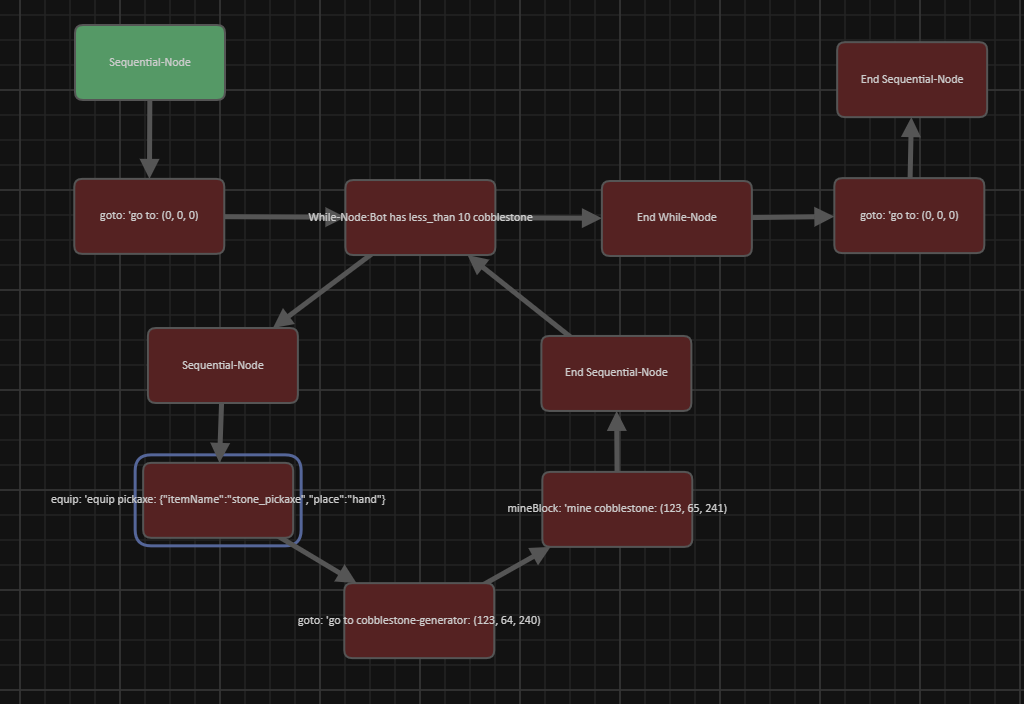 Sequential-Node
End Sequential-Node
goto: 'go to: (0, 0, 0)
While-Node:Bot has less_than 10 cobblestone
End While-Node
goto: 'go to: (0, 0, 0)
Sequential-Node
End Sequential-Node
equip: 'equip pickaxe: {"itemName":"stone_pickaxe","place":"hand"}
mineBlock: 'mine cobblestone: (123, 65, 241)
goto: 'go to cobblestone-generator: (123, 64, 240)